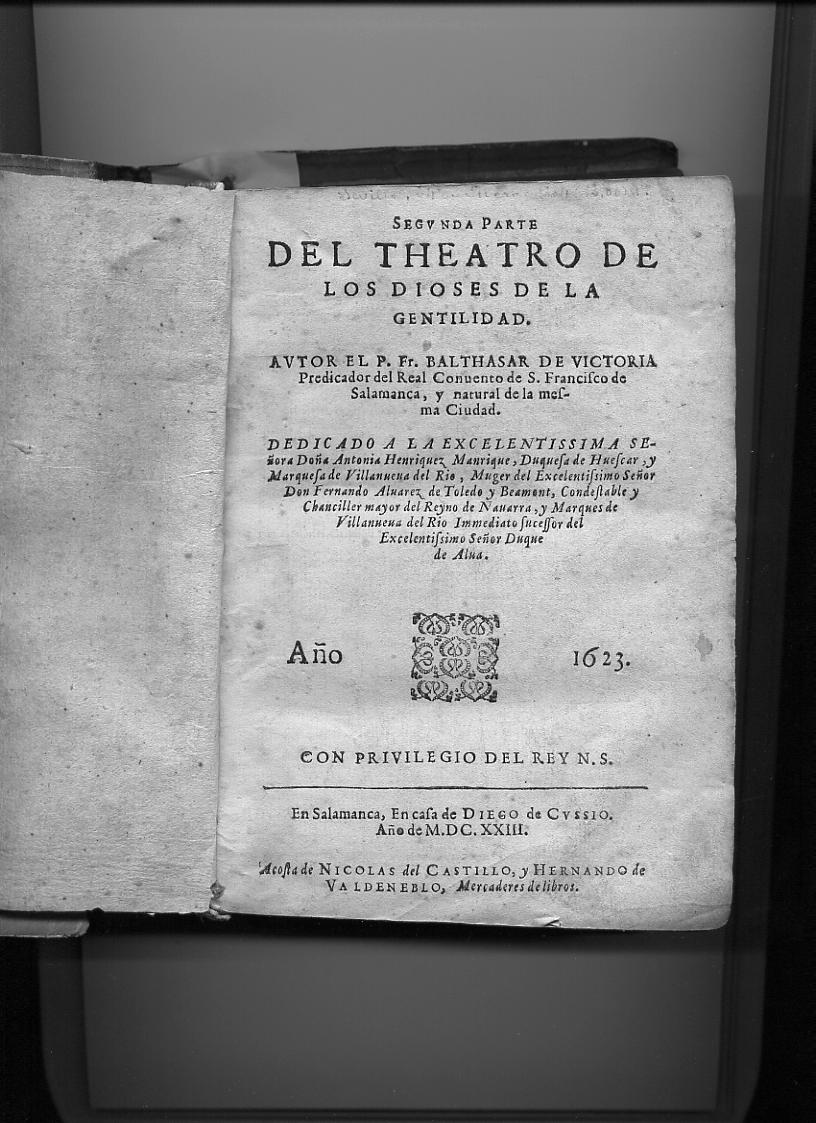 SEGVNDA PARTE
DEL THEATRO DE
LOS DIOSES DE LA
GENTILIDAD.
AVTOR EL P. Fr. BALTHASAR DE VICTORIA
Predicador del Real Conuento de S. Franciſco de
Salamanca, y natural de la meſ-
ma Ciudad.
DEDICADO A LA EXCELENTISSIMA SE-
ñora Doña Antonia Henriquez Manrique, Duqueſa de Hueſcar, y
Marqueſa de Villanueua del Rio, Muger del Excelentiſsimo Señor
Don Fernando Aluarez de Toledo y Beamont, Condeſtable y
Chanciller mayor del Reyno de Nauarra, y Marques de
Villanueua del Rio Immediato ſuceſſor del
Excelentiſsimo Señor Duque
de Alua.
Año 1623.
CON PRIVILEGIO DEL REY N.S.
En Salamanca, En caſa de DIEGO de CVSSIO.
Año de M.DC.XXIII.
Acoſta de NICOLAS del CASTILLO, y HERNANDO de
VALDENEBLO, Mercaderes de libros.